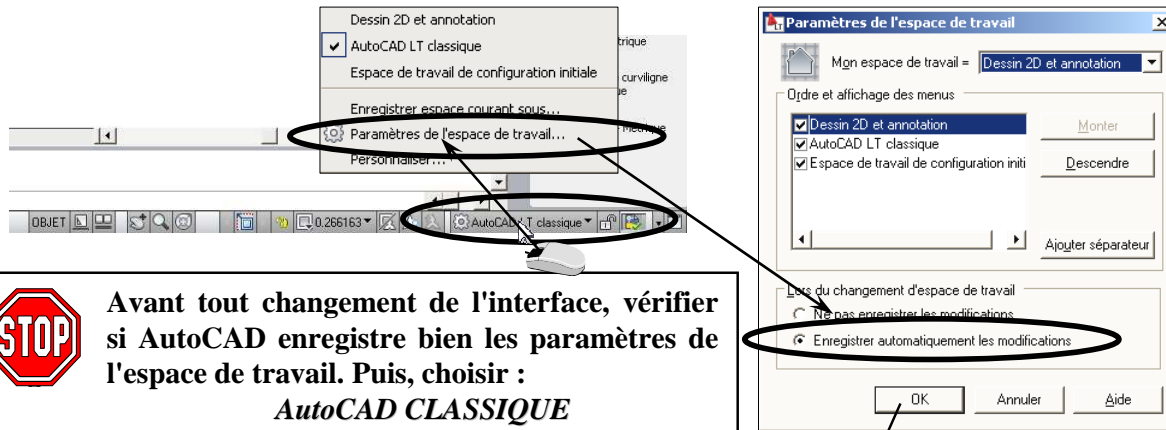 Dessin 2D et annotation
AutoCAD LT classique
Espace de travail de configuration initiale
Enregistrer espace courant sous...
Paramètres de l'espace de travail...
Personnaliser...
trique
curviligne
ue
Métrique
OBJET
0.266163
AutoCAD LT classique
STOP
Avant tout changement de l'interface, vérifier
si AutoCAD enregistre bien les paramètres de
l'espace de travail. Puis, choisir :
AutoCAD CLASSIQUE
Paramètres de l'espace de travail
Mon espace de travail = Dessin 2D et annotation
Ordre et affichage des menus
Dessin 2D et annotation
AutoCAD LT classique
Espace de travail de configuration initi
Monter
Descendre
Ajouter séparateur
Lors du changement d'espace de travail
Ne pas enregistrer les modifications
Enregistrer automatiquement les modifications
OK Annuler Aide